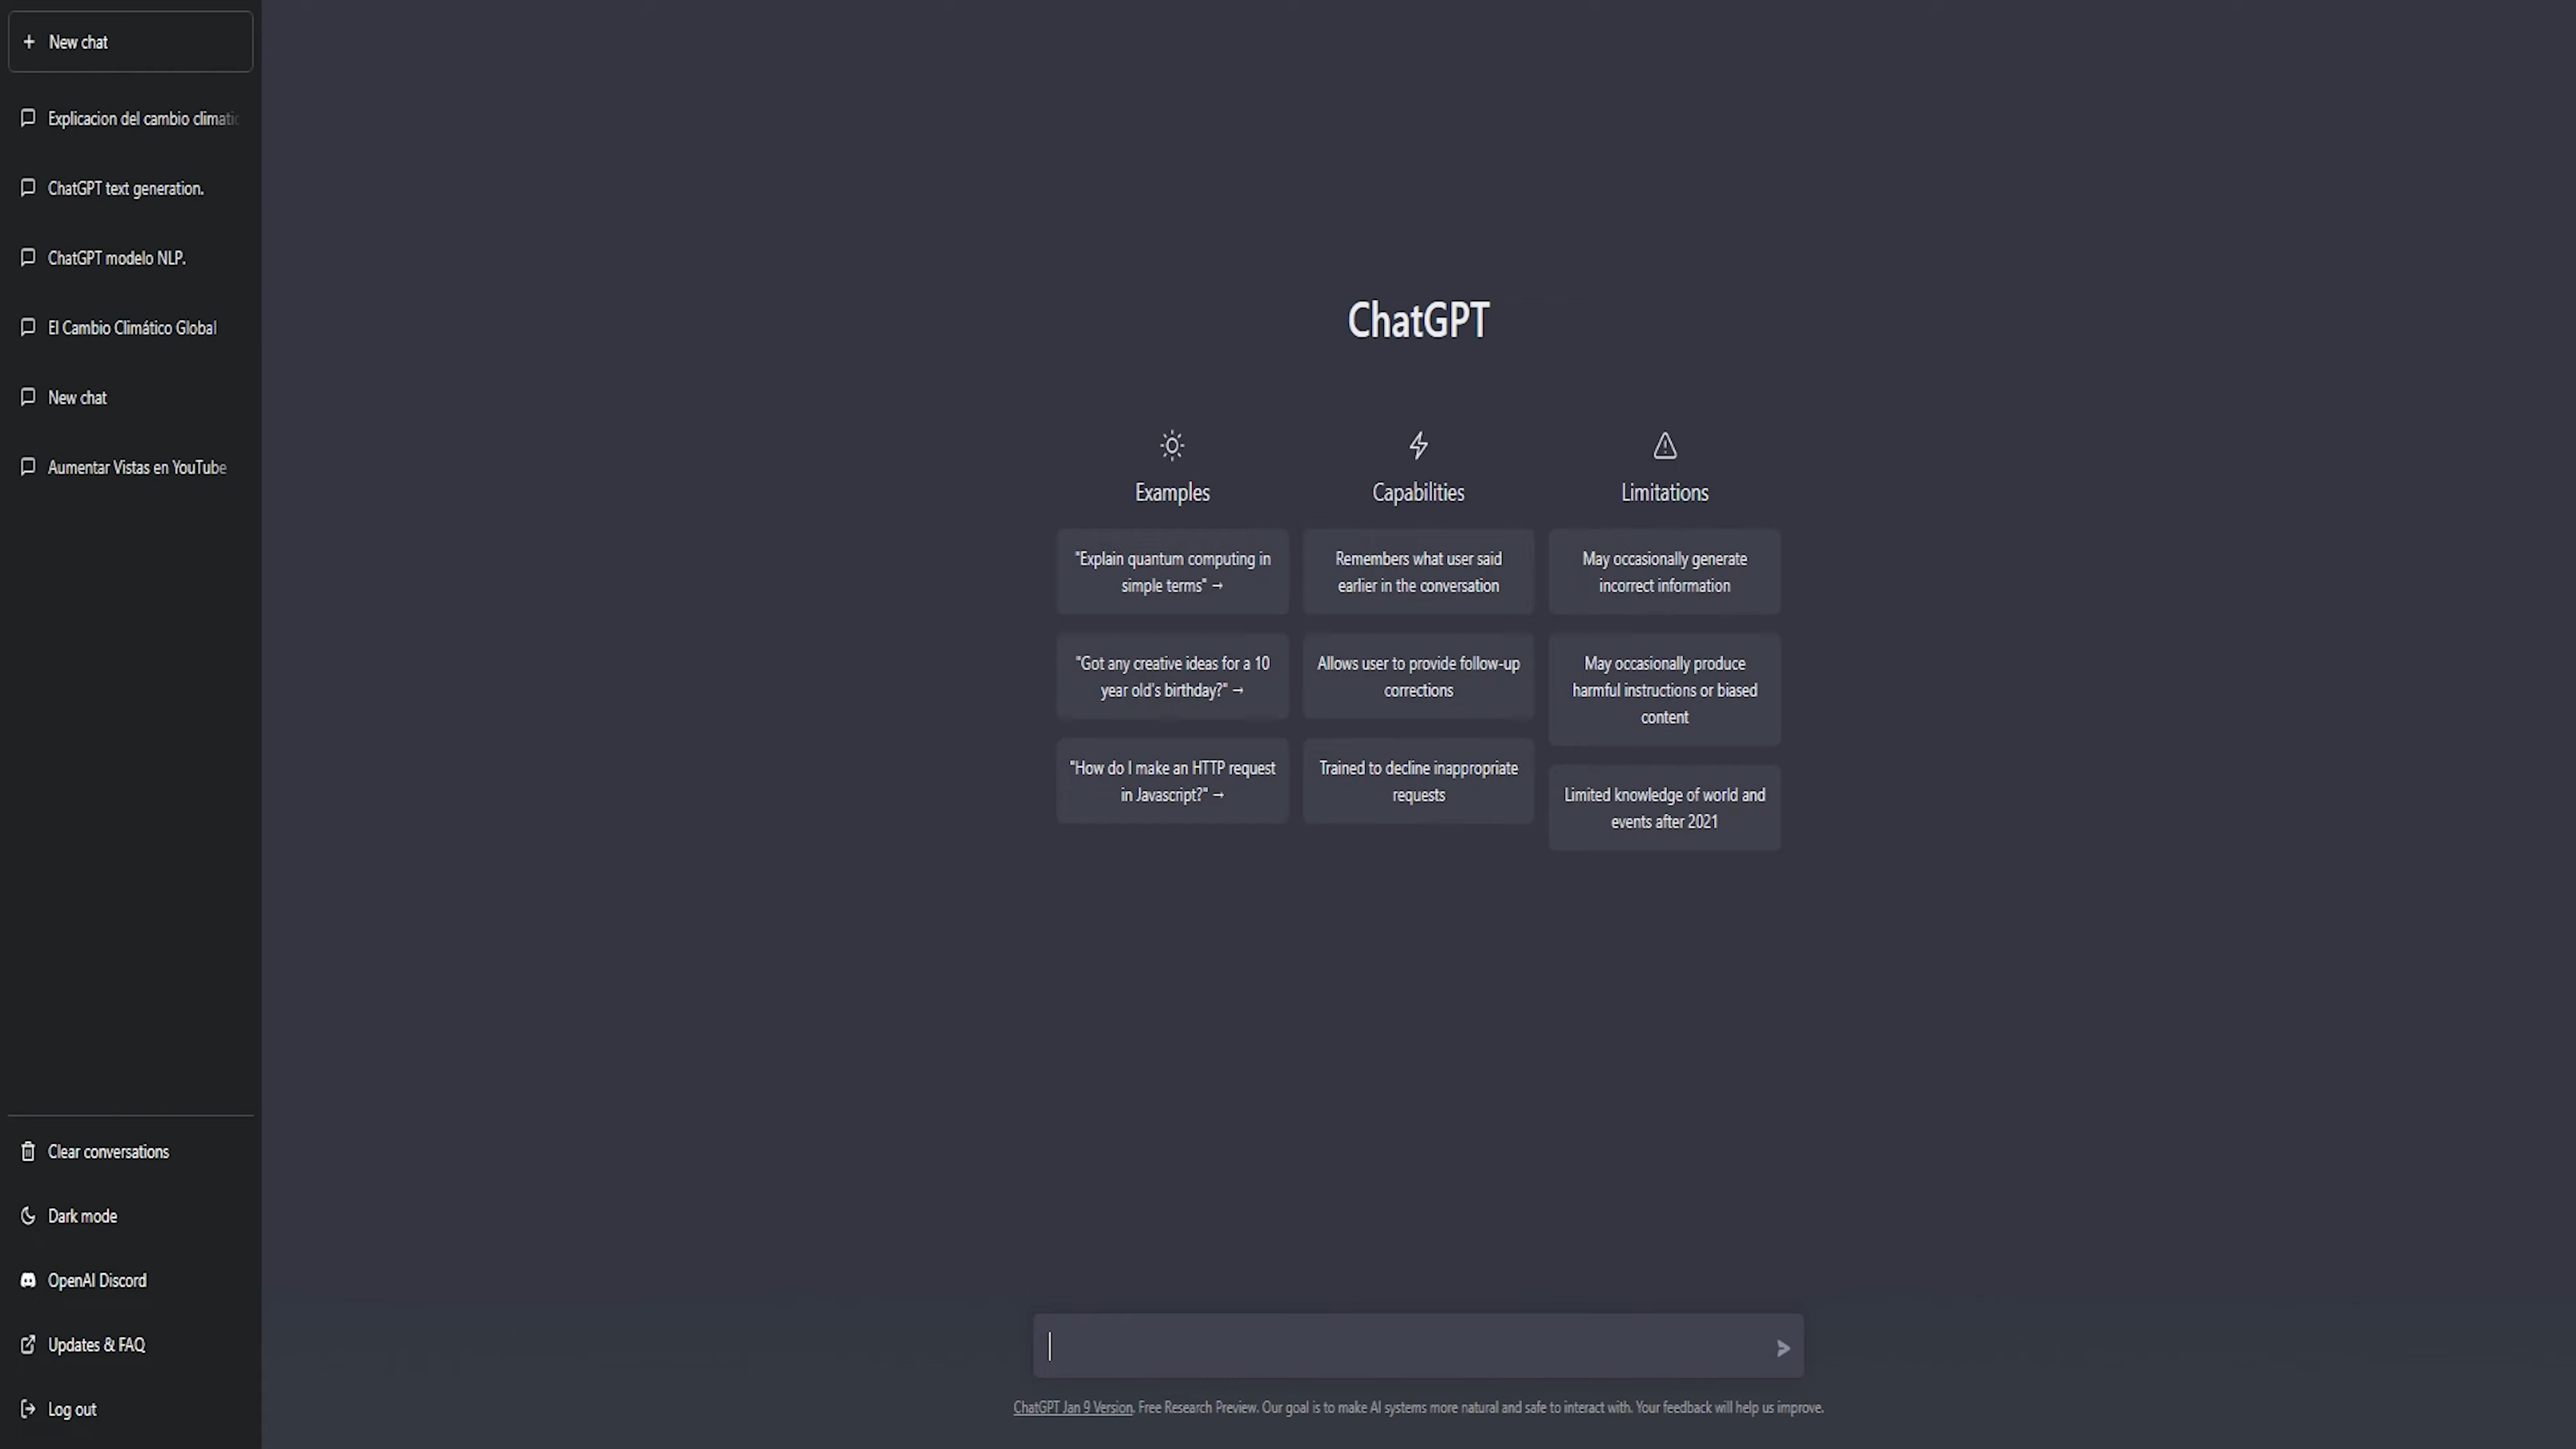 New chat
Explicacion del cambio climatic
ChatGPT text generation.
ChatGPT modelo NLP.
El Cambio Climático Global
New chat
Aumentar Vistas en YouTube
Clear conversations
Dark mode
OpenAI Discord
Updates & FAQ
Log out
ChatGPT
Examples
"Explain quantum computing in
simple terms" →
"Got any creative ideas for a 10
year old's birthday?" →
"How do I make an HTTP request
in Javascript?" →
Capabilities
Remembers what user said
earlier in the conversation
Allows user to provide follow-up
corrections
Trained to decline inappropriate
requests
Limitations
May occasionally generate
incorrect information
May occasionally produce
harmful instructions or biased
content
Limited knowledge of world and
events after 2021
ChatGPT Jan 9 Version. Free Research Preview. Our goal is to make AI systems more natural and safe to interact with. Your feedback will help us improve.